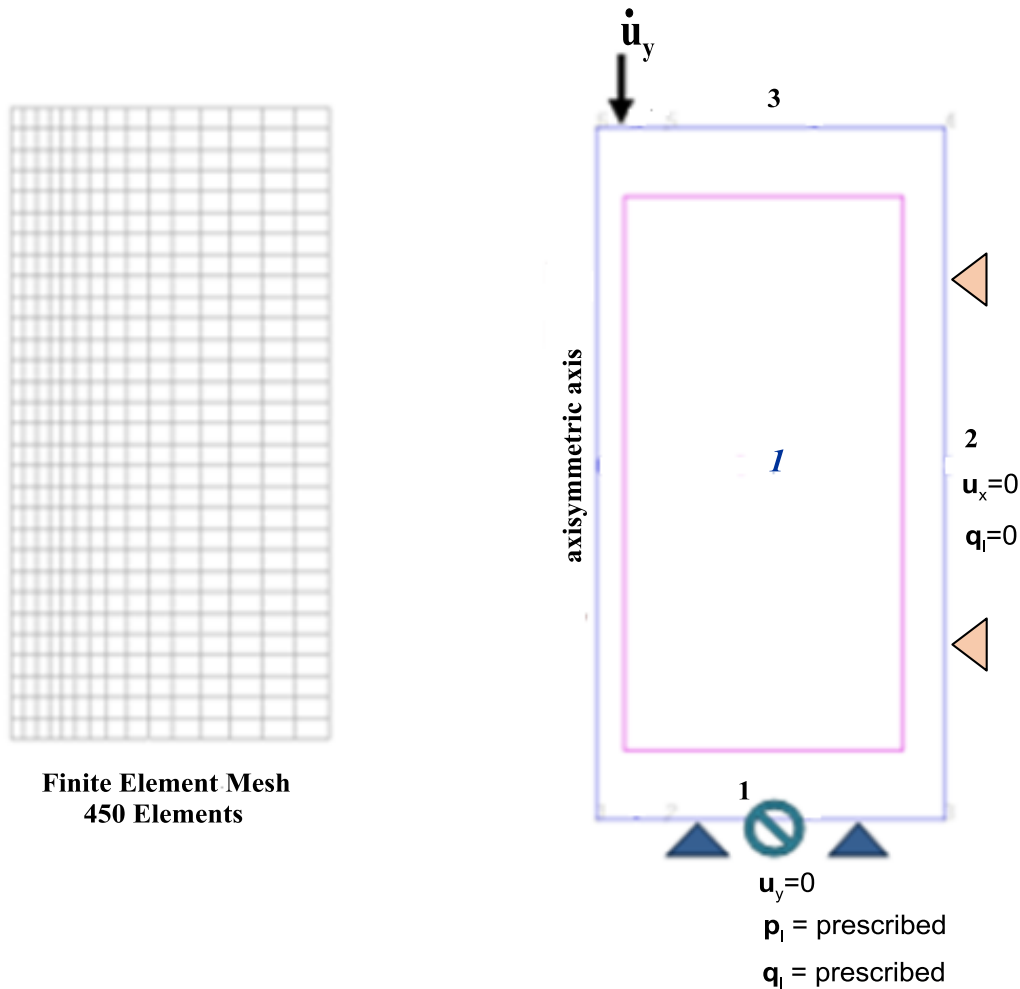 u̇y
3
axisymmetric axis
1
2
ux=0
ql=0
Finite Element Mesh
450 Elements
1
uy=0
pl = prescribed
ql = prescribed